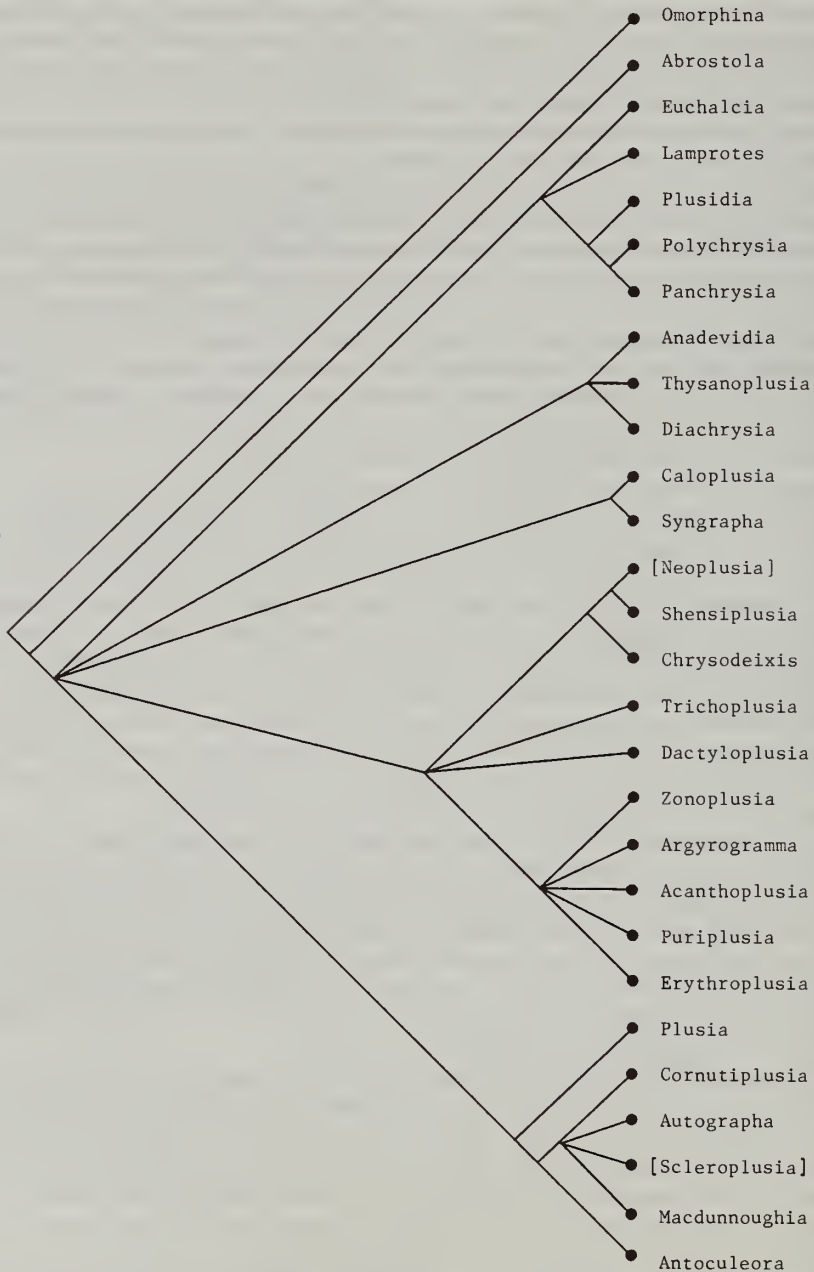 Omorphina
Abrostola
Euchalcia
Lamprotes
Plusidia
Polychrysia
Panchrysia
Anadevidia
Thysanoplusia
Diachrysia
Caloplusia
Syngrapha
[Neoplusia]
Shensiplusia
Chrysodeixis
Trichoplusia
Dactyloplusia
Zonoplusia
Argyrogramma
Acanthoplusia
Puriplusia
Erythroplusia
Plusia
Cornutiplusia
Autographa
[Scleroplusia]
Macdunnoughia
Antoculeora